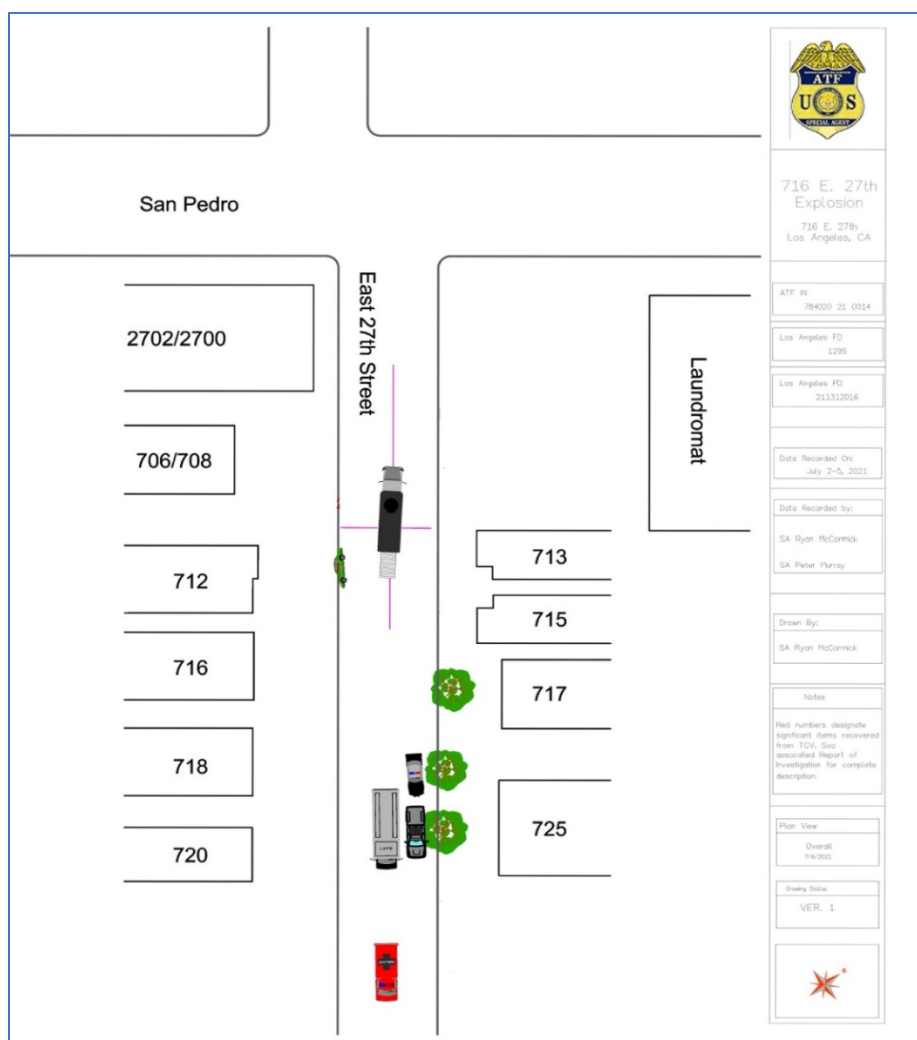 San Pedro
East 27th Street
2702/2700
706/708
712
716
718
720
Laundromat
713
715
717
725
ATF
U S
SPECIAL AGENT
716 E. 27th
Explosion
716 E. 27th
Los Angeles, CA
ATF IN
784020 21 0014
Los Angeles FD
1295
Los Angeles PD
211312016
Date Recorded On:
July 2-5, 2021
Data Recorded by:
SA Ryan McCormick
SA Peter Murray
Drawn By:
SA Ryan McCormick
Notes
Red numbers designate
significant items recovered
from TCV. See
associated Report of
Investigation for complete
description.
Plan View
Overall
Drawing Status
VER. 1